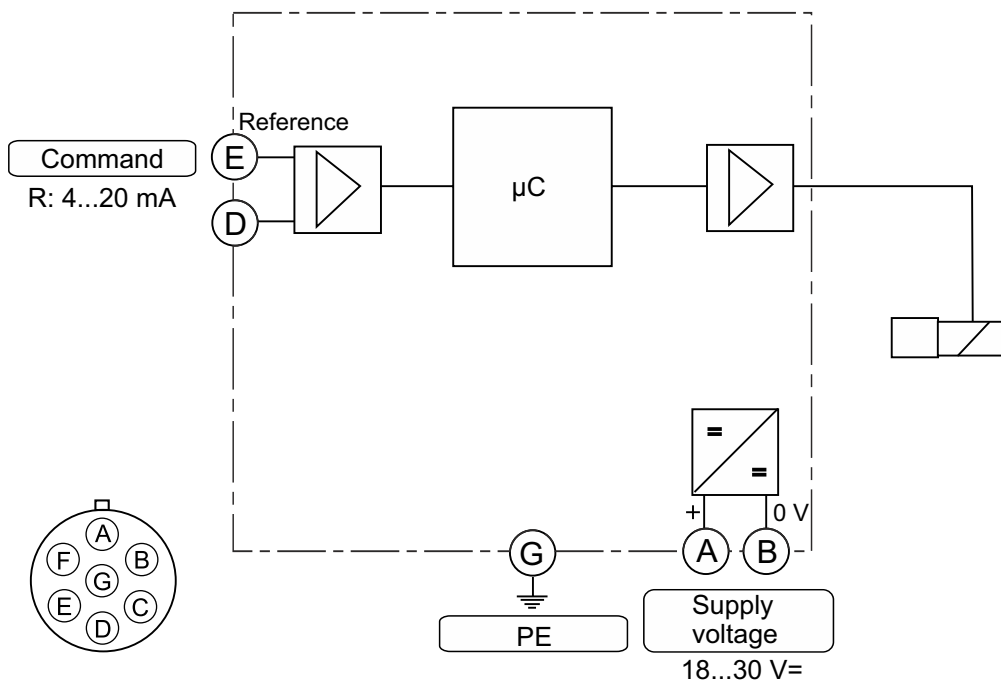 Reference
E
Command
R: 4...20 mA
D
µC
=
=
+
0 V
G
A
B
PE
Supply
voltage
18...30 V=
A
F
B
G
E
C
D